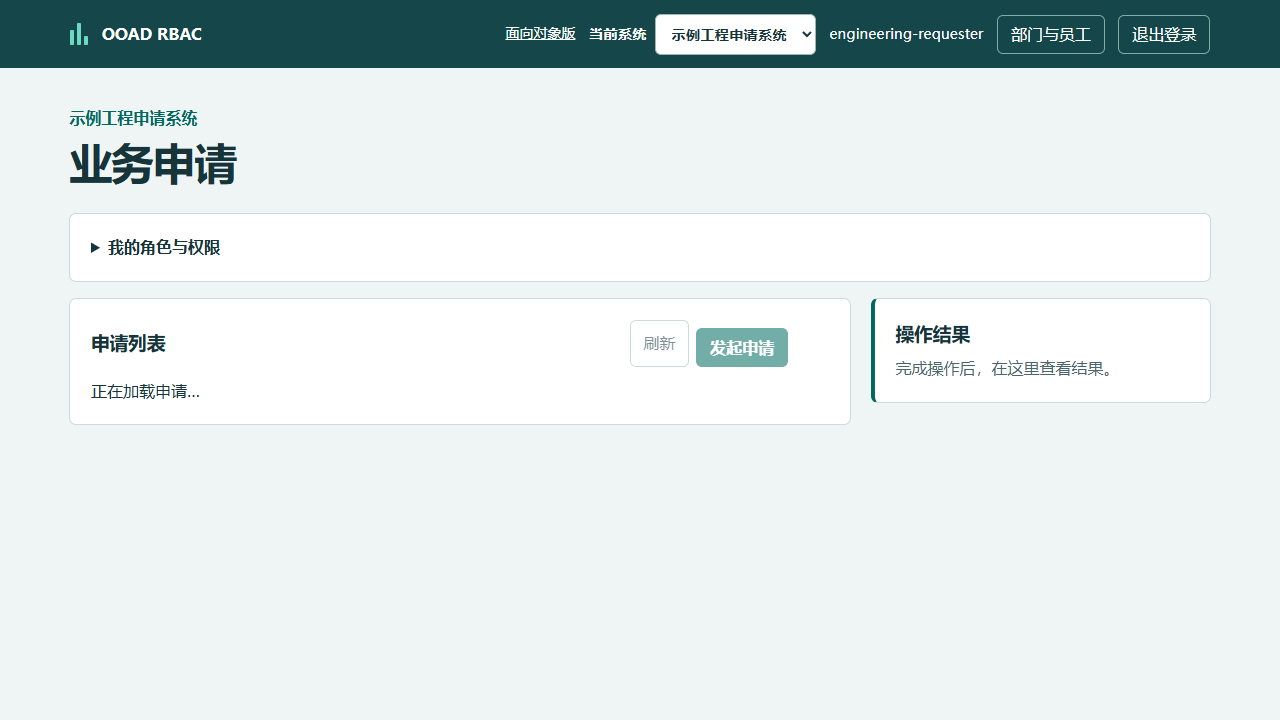 OOAD RBAC
面向对象版 当前系统 示例工程申请系统 engineering-requester 部门与员工 退出登录
示例工程申请系统
业务申请
我的角色与权限
申请列表 刷新 发起申请
正在加载申请...
操作结果
完成操作后，在这里查看结果。